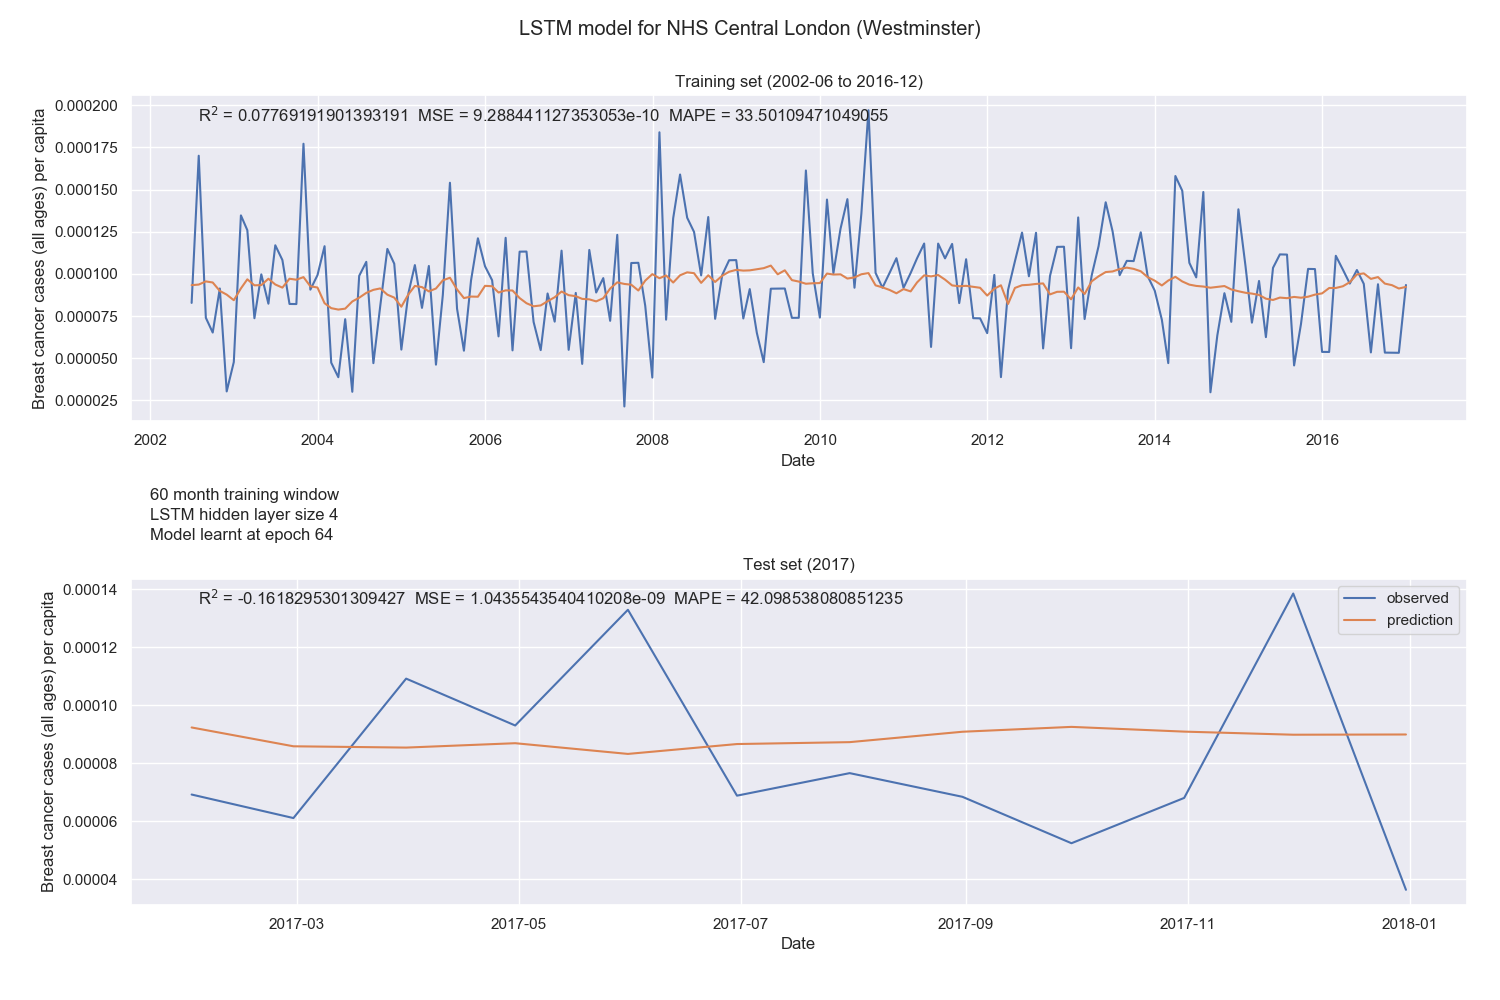 LSTM model for NHS Central London (Westminster)
Training set (2002-06 to 2016-12)
R² = 0.07769191901393191 MSE = 9.288441127353053e-10 MAPE = 33.50109471049055
Breast cancer cases (all ages) per capita
0.000200
0.000175
0.000150
0.000125
0.000100
0.000075
0.000050
0.000025
2002 2004 2006 2008 2010 2012 2014 2016
Date
60 month training window
LSTM hidden layer size 4
Model learnt at epoch 64
Test set (2017)
R² = -0.1618295301309427 MSE = 1.0435543540410208e-09 MAPE = 42.098538080851235
observed
prediction
Breast cancer cases (all ages) per capita
0.00014
0.00012
0.00010
0.00008
0.00006
0.00004
2017-03 2017-05 2017-07 2017-09 2017-11 2018-01
Date